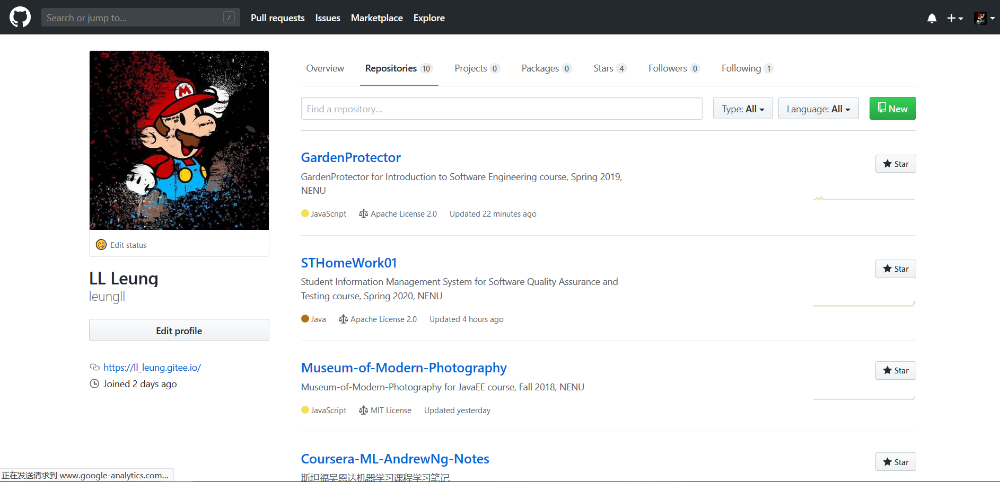 Search or jump to... / Pull requests Issues Marketplace Explore
Overview Repositories 10 Projects 0 Packages 0 Stars 4 Followers 0 Following 1
Find a repository... Type: All Language: All New
M
Edit status
LL Leung
leungll
Edit profile
https://ll_leung.gitee.io/
Joined 2 days ago
GardenProtector
Star
GardenProtector for Introduction to Software Engineering course, Spring 2019,
NENU
JavaScript Apache License 2.0 Updated 22 minutes ago
STHomeWork01
Star
Student Information Management System for Software Quality Assurance and
Testing course, Spring 2020, NENU
Java Apache License 2.0 Updated 4 hours ago
Museum-of-Modern-Photography
Star
Museum-of-Modern-Photography for JavaEE course, Fall 2018, NENU
JavaScript MIT License Updated yesterday
Coursera-ML-AndrewNg-Notes
Star
斯坦福吴恩达机器学习课程学习笔记
正在发送请求到 www.google-analytics.com...